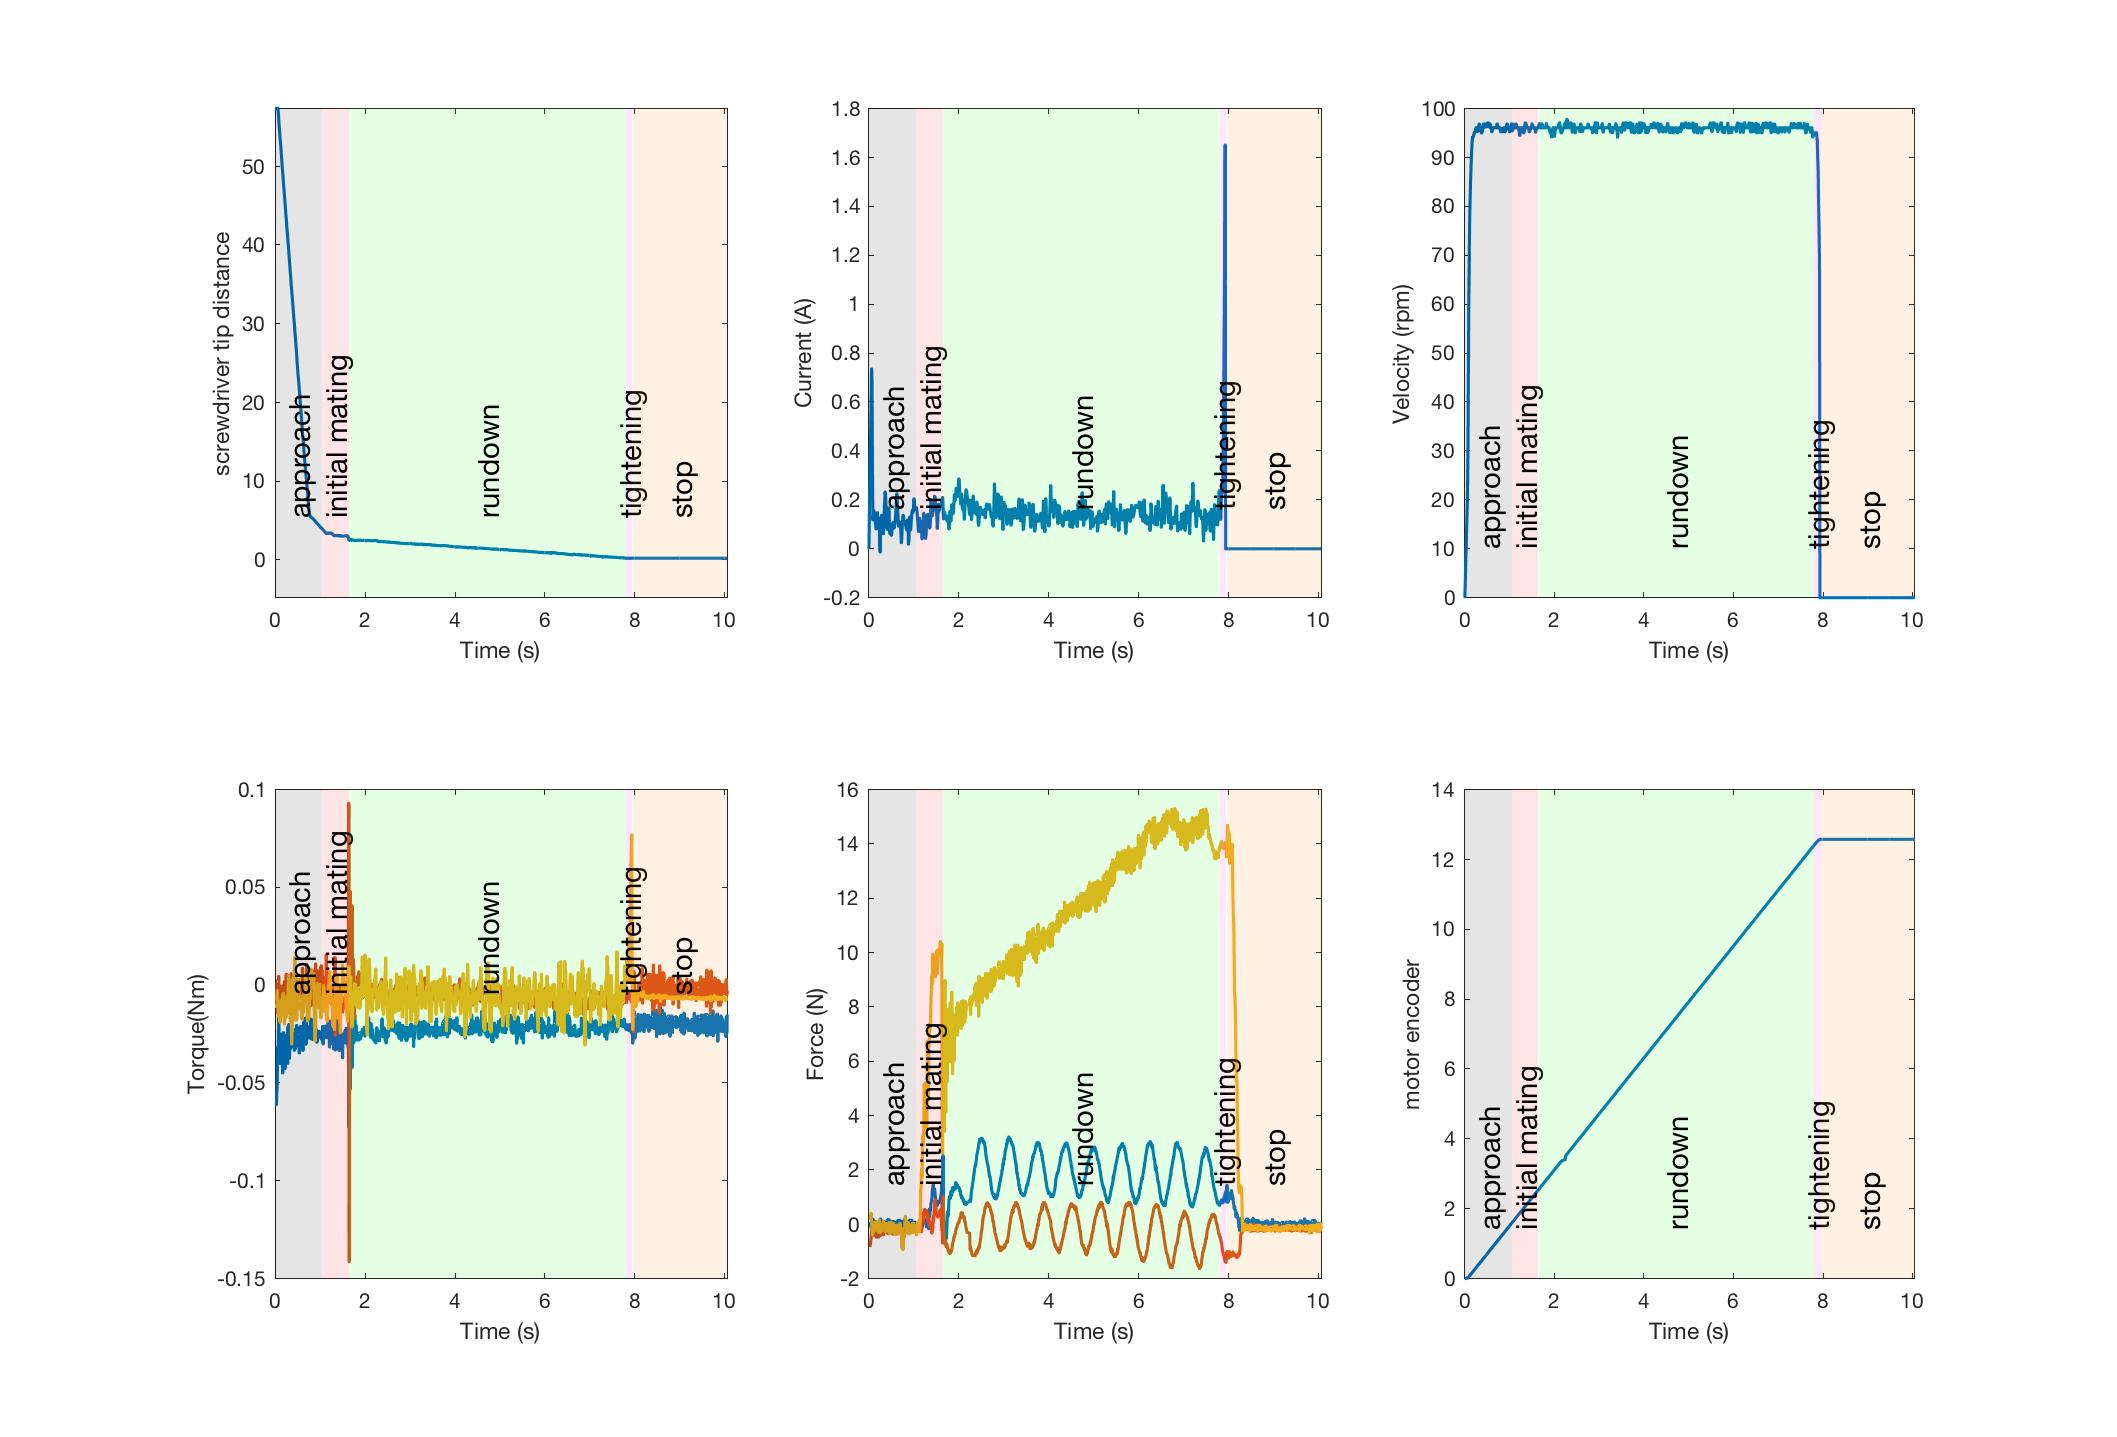 screwdriver tip distance
50
40
30
20
10
0
approach
initial mating
rundown
tightening
stop
0 2 4 6 8 10
Time (s)
Current (A)
1.8
1.6
1.4
1.2
1
0.8
0.6
0.4
0.2
0
-0.2
approach
initial mating
rundown
tightening
stop
0 2 4 6 8 10
Time (s)
Velocity (rpm)
100
90
80
70
60
50
40
30
20
10
0
approach
initial mating
rundown
tightening
stop
0 2 4 6 8 10
Time (s)
Torque(Nm)
0.1
0.05
0
-0.05
-0.1
-0.15
approach
initial mating
rundown
tightening
stop
0 2 4 6 8 10
Time (s)
Force (N)
16
14
12
10
8
6
4
2
0
-2
approach
initial mating
rundown
tightening
stop
0 2 4 6 8 10
Time (s)
motor encoder
14
12
10
8
6
4
2
0
approach
initial mating
rundown
tightening
stop
0 2 4 6 8 10
Time (s)